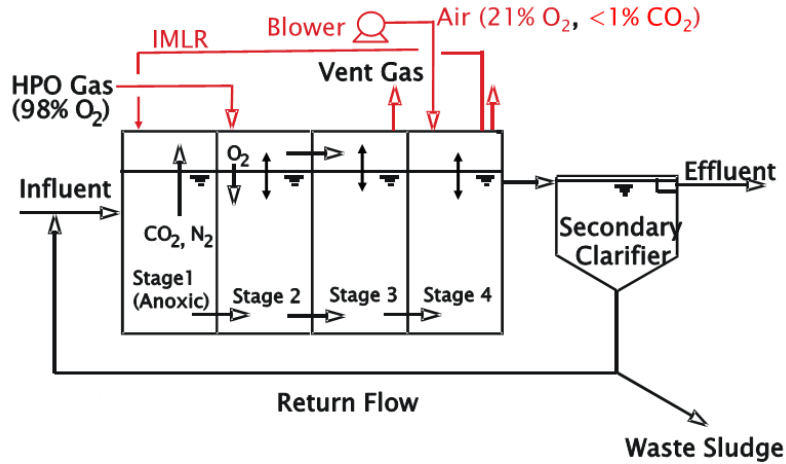 Blower
Air (21% O₂, <1% CO₂)
IMLR
Vent Gas
HPO Gas
(98% O₂)
O₂
Influent
Effluent
CO₂, N₂
Secondary
Clarifier
Stage1
(Anoxic)
Stage 2
Stage 3
Stage 4
Return Flow
Waste Sludge